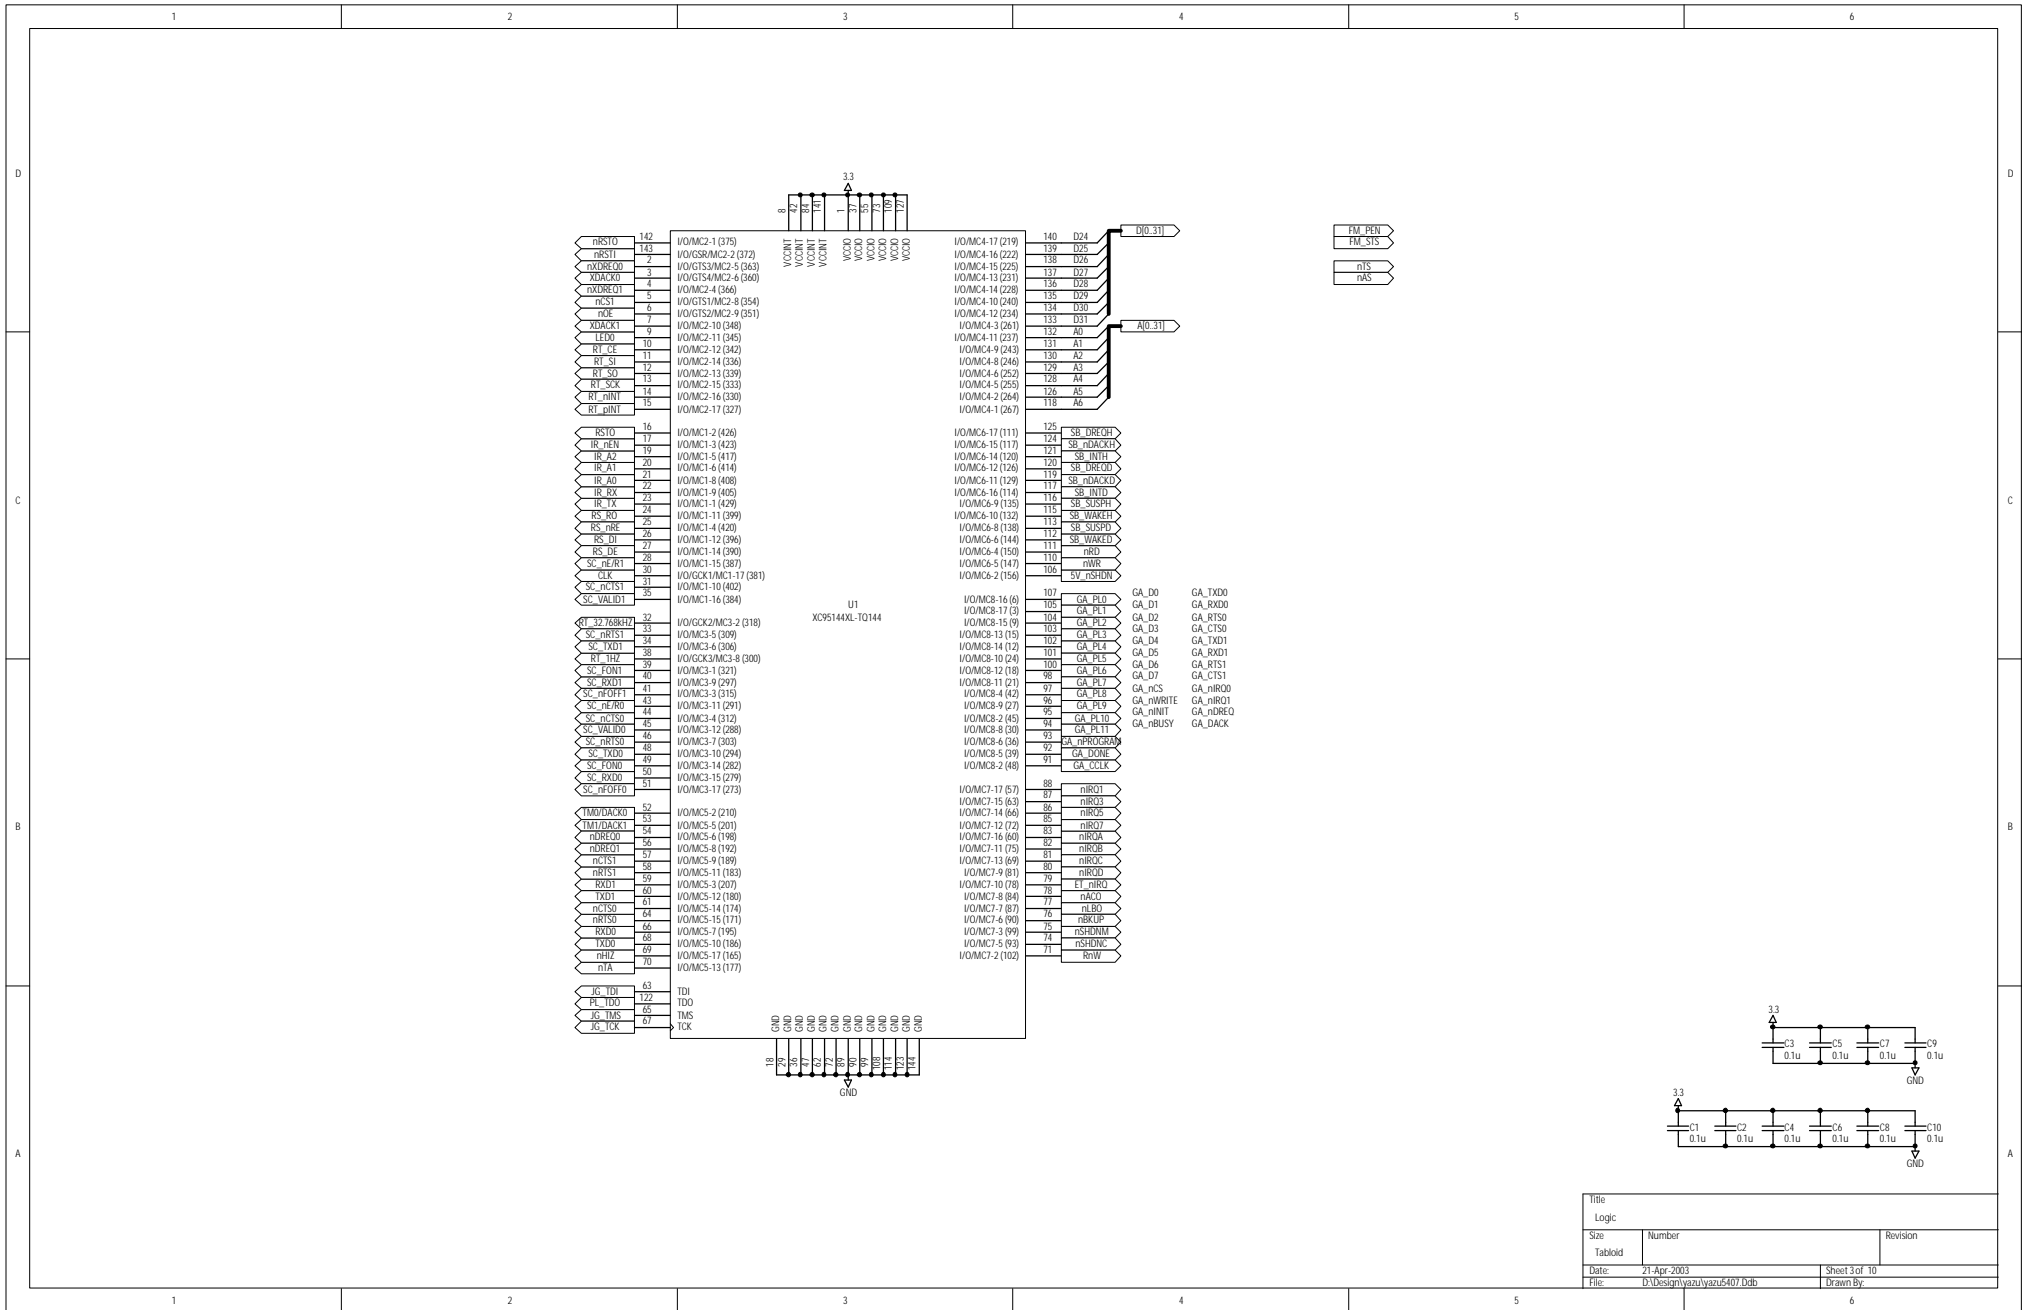 1 2 3 4 5 6
D D
3.3
8 42 84 141 1 37 55 73 109 127
VCCINT VCCINT VCCINT VCCINT VCCIO VCCIO VCCIO VCCIO VCCIO VCCIO
nRSTO 142 I/O/MC2-1 (375)
nRSTI 143 I/O/GSR/MC2-2 (372)
nXDREQ0 2 I/O/GTS3/MC2-5 (363)
XDACK0 3 I/O/GTS4/MC2-6 (360)
nXDREQ1 4 I/O/MC2-4 (366)
nCS1 5 I/O/GTS1/MC2-8 (354)
nOE 6 I/O/GTS2/MC2-9 (351)
XDACK1 7 I/O/MC2-10 (348)
LED0 9 I/O/MC2-11 (345)
RT_CE 10 I/O/MC2-12 (342)
RT_SI 11 I/O/MC2-14 (336)
RT_SO 12 I/O/MC2-13 (339)
RT_SCK 13 I/O/MC2-15 (333)
RT_nINT 14 I/O/MC2-16 (330)
RT_pINT 15 I/O/MC2-17 (327)
RSTO 16 I/O/MC1-2 (426)
IR_nEN 17 I/O/MC1-3 (423)
IR_A2 19 I/O/MC1-5 (417)
IR_A1 20 I/O/MC1-6 (414)
IR_A0 21 I/O/MC1-8 (408)
IR_RX 22 I/O/MC1-9 (405)
IR_TX 23 I/O/MC1-1 (429)
RS_RO 24 I/O/MC1-11 (399)
RS_nRE 25 I/O/MC1-4 (420)
RS_DI 26 I/O/MC1-12 (396)
RS_DE 27 I/O/MC1-14 (390)
SC_nE/R1 28 I/O/MC1-15 (387)
CLK 30 I/O/GCK1/MC1-17 (381)
SC_nCTS1 31 I/O/MC1-10 (402)
SC_VALID1 35 I/O/MC1-16 (384)
RT_32.768kHZ 32 I/O/GCK2/MC3-2 (318)
SC_nRTS1 33 I/O/MC3-5 (309)
SC_TXD1 34 I/O/MC3-6 (306)
RT_1HZ 38 I/O/GCK3/MC3-8 (300)
SC_FON1 39 I/O/MC3-1 (321)
SC_RXD1 40 I/O/MC3-9 (297)
SC_nFOFF1 41 I/O/MC3-3 (315)
SC_nE/R0 43 I/O/MC3-11 (291)
SC_nCTS0 44 I/O/MC3-4 (312)
SC_VALID0 45 I/O/MC3-12 (288)
SC_nRTS0 46 I/O/MC3-7 (303)
SC_TXD0 48 I/O/MC3-10 (294)
SC_FON0 49 I/O/MC3-14 (282)
SC_RXD0 50 I/O/MC3-15 (279)
SC_nFOFF0 51 I/O/MC3-17 (273)
TM0/DACK0 52 I/O/MC5-2 (210)
TM1/DACK1 53 I/O/MC5-5 (201)
nDREQ0 54 I/O/MC5-6 (198)
nDREQ1 56 I/O/MC5-8 (192)
nCTS1 57 I/O/MC5-9 (189)
nRTS1 58 I/O/MC5-11 (183)
RXD1 59 I/O/MC5-3 (207)
TXD1 60 I/O/MC5-12 (180)
nCTS0 61 I/O/MC5-14 (174)
nRTS0 64 I/O/MC5-15 (171)
RXD0 66 I/O/MC5-7 (195)
TXD0 68 I/O/MC5-10 (186)
nHIZ 69 I/O/MC5-17 (165)
nTA 70 I/O/MC5-13 (177)
JG_TDI 63 TDI
PL_TDO 122 TDO
JG_TMS 65 TMS
JG_TCK 67 TCK
U1
XC95144XL-TQ144
I/O/MC4-17 (219) 140 D24
I/O/MC4-16 (222) 139 D25
I/O/MC4-15 (225) 138 D26
I/O/MC4-13 (231) 137 D27
I/O/MC4-14 (228) 136 D28
I/O/MC4-10 (240) 135 D29
I/O/MC4-12 (234) 134 D30
I/O/MC4-3 (261) 133 D31
I/O/MC4-11 (237) 132 A0
I/O/MC4-9 (243) 131 A1
I/O/MC4-8 (246) 130 A2
I/O/MC4-6 (252) 129 A3
I/O/MC4-5 (255) 128 A4
I/O/MC4-2 (264) 126 A5
I/O/MC4-1 (267) 118 A6
D[0..31]
A[0..31]
FM_PEN
FM_STS
nTS
nAS
I/O/MC6-17 (111) 125 SB_DREQH
I/O/MC6-15 (117) 124 SB_nDACKH
I/O/MC6-14 (120) 121 SB_INTH
I/O/MC6-12 (126) 120 SB_DREQD
I/O/MC6-11 (129) 119 SB_nDACKD
I/O/MC6-16 (114) 117 SB_INTD
I/O/MC6-9 (135) 116 SB_SUSPH
I/O/MC6-10 (132) 115 SB_WAKEH
I/O/MC6-8 (138) 113 SB_SUSPD
I/O/MC6-6 (144) 112 SB_WAKED
I/O/MC6-4 (150) 111 nRD
I/O/MC6-5 (147) 110 nWR
I/O/MC6-2 (156) 106 5V_nSHDN
I/O/MC8-16 (6) 107 GA_PL0 GA_D0 GA_TXD0
I/O/MC8-17 (3) 105 GA_PL1 GA_D1 GA_RXD0
I/O/MC8-15 (9) 104 GA_PL2 GA_D2 GA_RTS0
I/O/MC8-13 (15) 103 GA_PL3 GA_D3 GA_CTS0
I/O/MC8-14 (12) 102 GA_PL4 GA_D4 GA_TXD1
I/O/MC8-10 (24) 101 GA_PL5 GA_D5 GA_RXD1
I/O/MC8-12 (18) 100 GA_PL6 GA_D6 GA_RTS1
I/O/MC8-11 (21) 98 GA_PL7 GA_D7 GA_CTS1
I/O/MC8-4 (42) 97 GA_PL8 GA_nCS GA_nIRQ0
I/O/MC8-9 (27) 96 GA_PL9 GA_nWRITE GA_nIRQ1
I/O/MC8-2 (45) 95 GA_PL10 GA_nINIT GA_nDREQ
I/O/MC8-8 (30) 94 GA_PL11 GA_nBUSY GA_DACK
I/O/MC8-6 (36) 93 GA_nPROGRAM
I/O/MC8-5 (39) 92 GA_DONE
I/O/MC8-2 (48) 91 GA_CCLK
I/O/MC7-17 (57) 88 nIRQ1
I/O/MC7-15 (63) 87 nIRQ3
I/O/MC7-14 (66) 86 nIRQ5
I/O/MC7-12 (72) 85 nIRQ7
I/O/MC7-16 (60) 83 nIRQA
I/O/MC7-11 (75) 82 nIRQB
I/O/MC7-13 (69) 81 nIRQC
I/O/MC7-9 (81) 80 nIRQD
I/O/MC7-10 (78) 79 ET_nIRQ
I/O/MC7-8 (84) 78 nACO
I/O/MC7-7 (87) 77 nLBO
I/O/MC7-6 (90) 76 nBKUP
I/O/MC7-3 (99) 75 nSHDNM
I/O/MC7-5 (93) 74 nSHDNC
I/O/MC7-2 (102) 71 RnW
GND GND GND GND GND GND GND GND GND GND GND GND GND
18 29 36 47 62 72 89 90 99 108 114 123 144
GND
C C
B B
3.3
C3 C5 C7 C9
0.1u 0.1u 0.1u 0.1u
GND
3.3
C1 C2 C4 C6 C8 C10
0.1u 0.1u 0.1u 0.1u 0.1u 0.1u
GND
A A
Title
Logic
Size Number Revision
Tabloid
Date: 21-Apr-2003 Sheet 3 of 10
File: D:\Design\yazu\yazu5407.Ddb Drawn By:
1 2 3 4 5 6